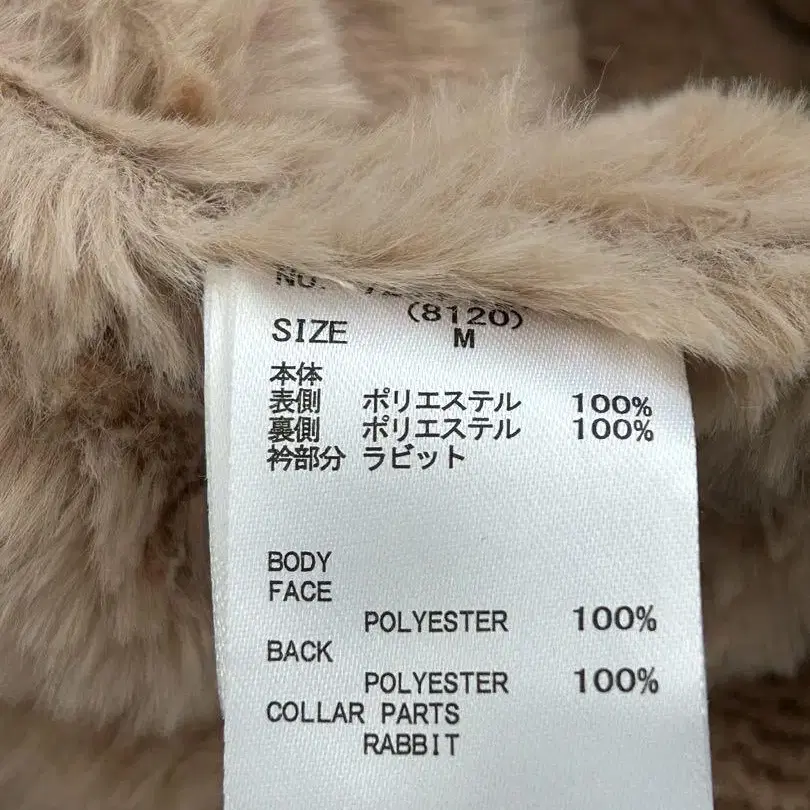 NO.
(8120)
SIZE M
本体
表側 ポリエステル 100%
裏側 ポリエステル 100%
衿部分 ラビット
BODY
FACE
POLYESTER 100%
BACK
POLYESTER 100%
COLLAR PARTS
RABBIT